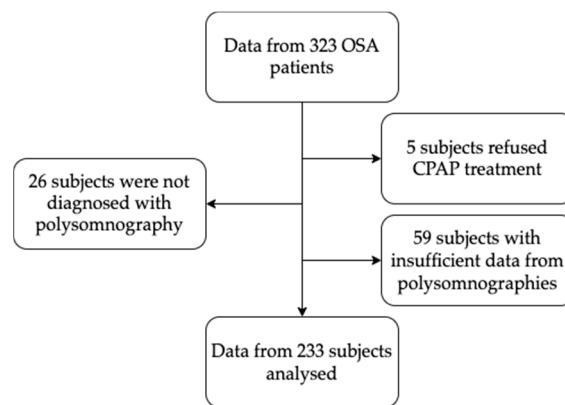 Data from 323 OSA
patients
5 subjects refused
CPAP treatment
26 subjects were not
diagnosed with
polysomnography
59 subjects with
insufficient data from
polysomnographies
Data from 233 subjects
analysed